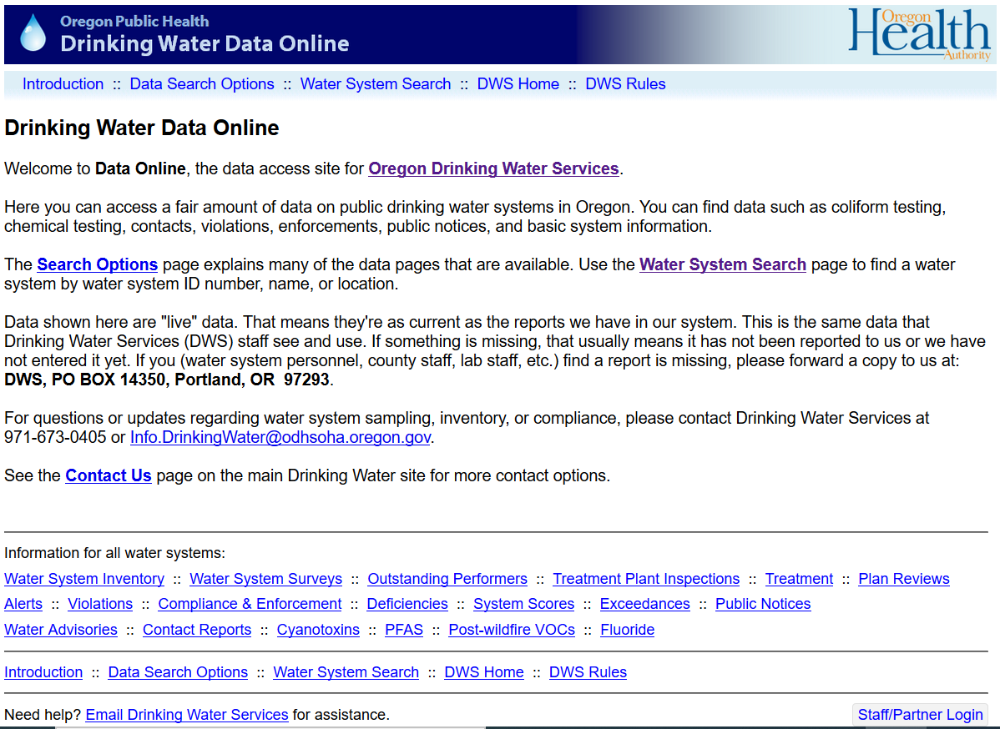 Oregon Public Health
Drinking Water Data Online
Oregon
Health
Authority
Introduction :: Data Search Options :: Water System Search :: DWS Home :: DWS Rules
Drinking Water Data Online
Welcome to Data Online, the data access site for Oregon Drinking Water Services.
Here you can access a fair amount of data on public drinking water systems in Oregon. You can find data such as coliform testing,
chemical testing, contacts, violations, enforcements, public notices, and basic system information.
The Search Options page explains many of the data pages that are available. Use the Water System Search page to find a water
system by water system ID number, name, or location.
Data shown here are "live" data. That means they're as current as the reports we have in our system. This is the same data that
Drinking Water Services (DWS) staff see and use. If something is missing, that usually means it has not been reported to us or we have
not entered it yet. If you (water system personnel, county staff, lab staff, etc.) find a report is missing, please forward a copy to us at:
DWS, PO BOX 14350, Portland, OR  97293.
For questions or updates regarding water system sampling, inventory, or compliance, please contact Drinking Water Services at
971-673-0405 or Info.DrinkingWater@odhsoha.oregon.gov.
See the Contact Us page on the main Drinking Water site for more contact options.
Information for all water systems:
Water System Inventory :: Water System Surveys :: Outstanding Performers :: Treatment Plant Inspections :: Treatment :: Plan Reviews
Alerts :: Violations :: Compliance & Enforcement :: Deficiencies :: System Scores :: Exceedances :: Public Notices
Water Advisories :: Contact Reports :: Cyanotoxins :: PFAS :: Post-wildfire VOCs :: Fluoride
Introduction :: Data Search Options :: Water System Search :: DWS Home :: DWS Rules
Need help? Email Drinking Water Services for assistance.
Staff/Partner Login